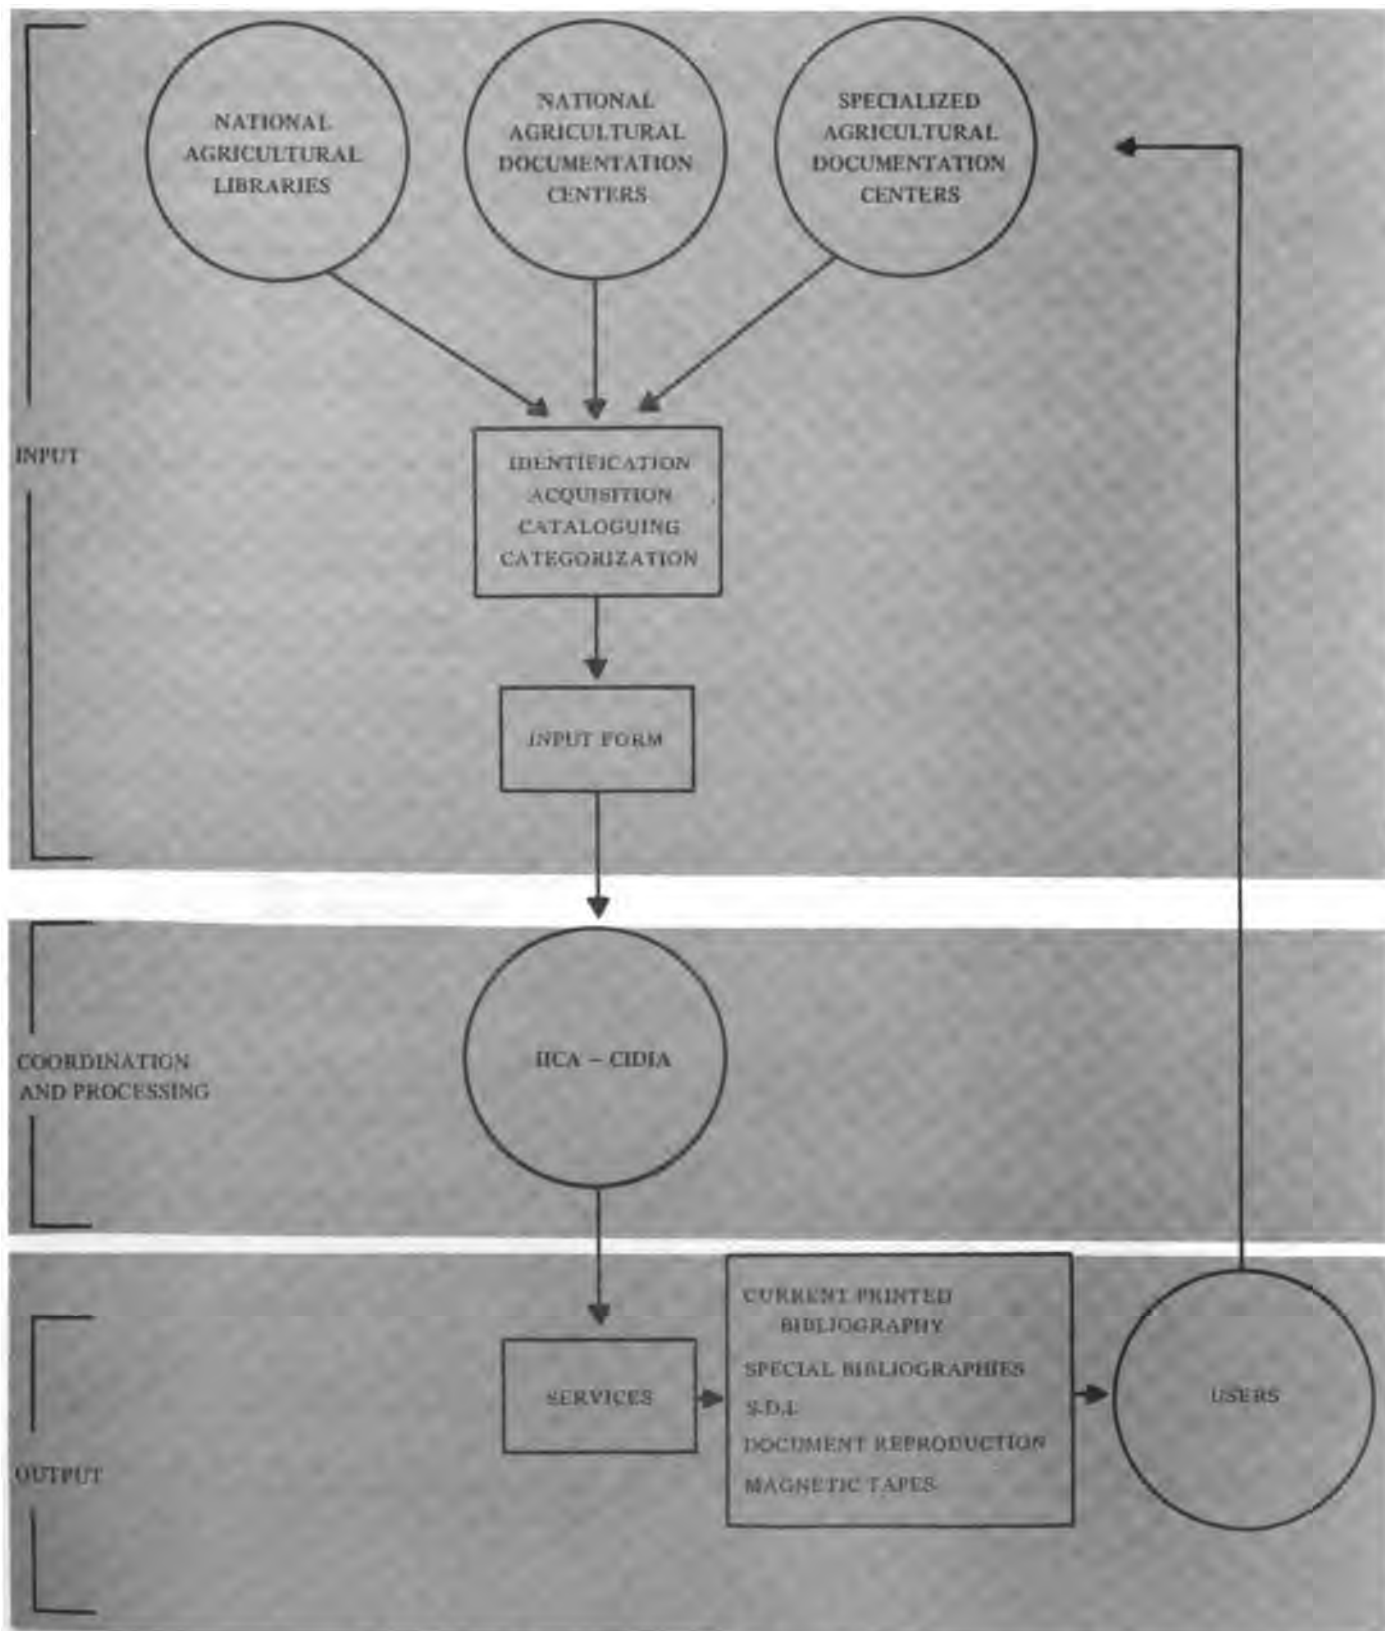 NATIONAL
AGRICULTURAL
LIBRARIES
NATIONAL
AGRICULTURAL
DOCUMENTATION
CENTERS
SPECIALIZED
AGRICULTURAL
DOCUMENTATION
CENTERS
INPUT
IDENTIFICATION
ACQUISITION
CATALOGUING
CATEGORIZATION
INPUT FORM
COORDINATION
AND PROCESSING
IICA – CIDIA
OUTPUT
SERVICES
CURRENT PRINTED
BIBLIOGRAPHY
SPECIAL BIBLIOGRAPHIES
S.D.I.
DOCUMENT REPRODUCTION
MAGNETIC TAPES
USERS